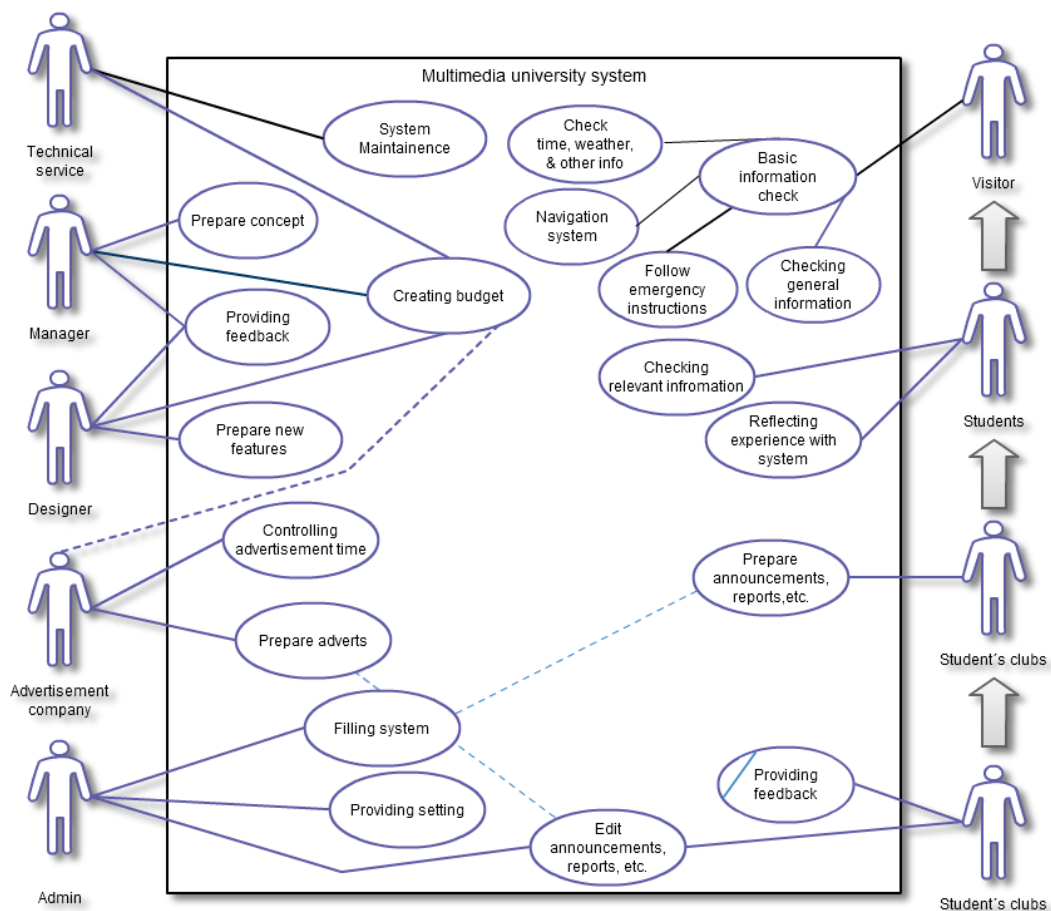 Multimedia university system
Technical
service
System
Maintainence
Check
time, weather,
& other info
Basic
information
check
Visitor
Prepare concept
Navigation
system
Manager
Creating budget
Follow
emergency
instructions
Checking
general
information
Providing
feedback
Checking
relevant infromation
Students
Prepare new
features
Reflecting
experience with
system
Designer
Controlling
advertisement time
Prepare
announcements,
reports,etc.
Prepare adverts
Student´s clubs
Advertisement
company
Filling system
Providing
feedback
Providing setting
Edit
announcements,
reports, etc.
Admin
Student´s clubs